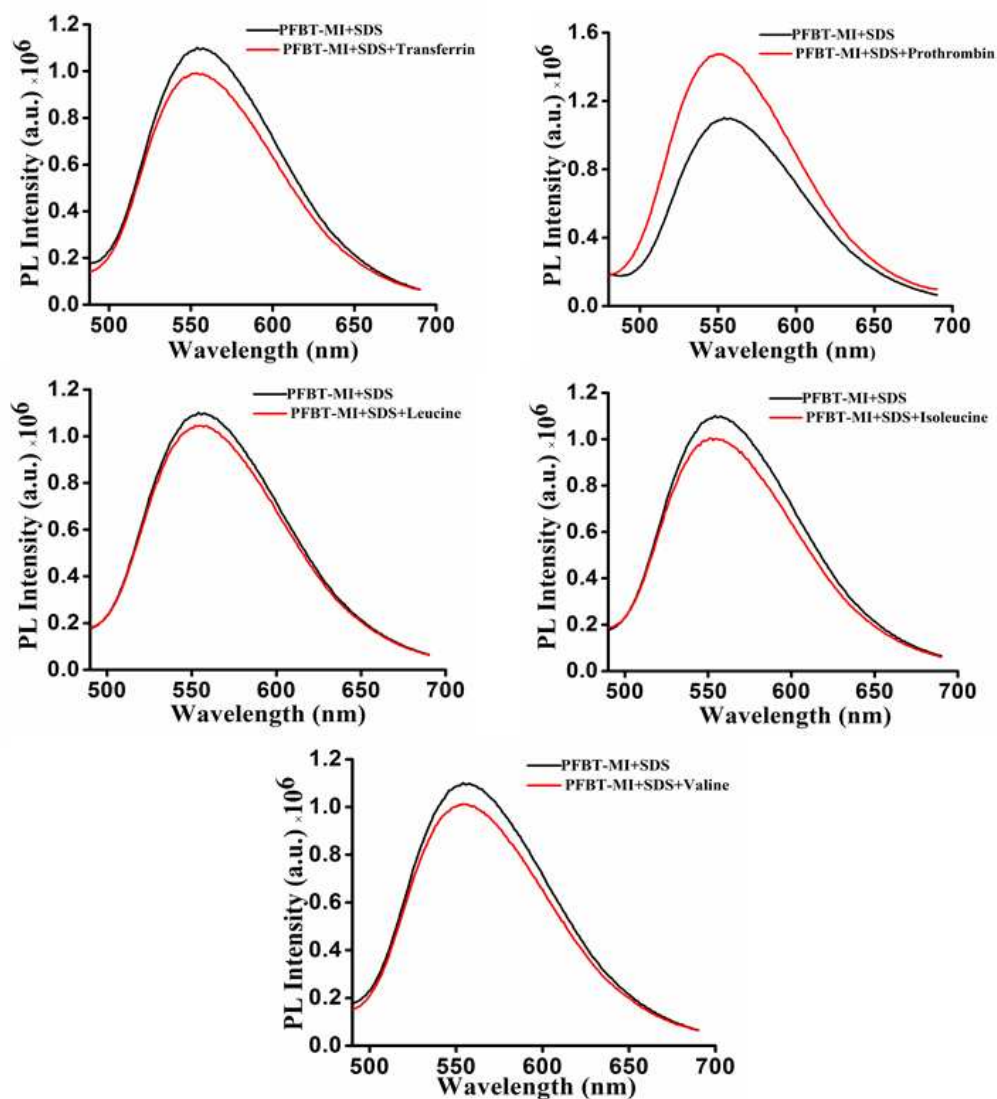 PFBT-MI+SDS
PFBT-MI+SDS+Transferrin
PL Intensity (a.u.) ×10⁶
1.2
1.0
0.8
0.6
0.4
0.2
0.0
500 550 600 650 700
Wavelength (nm)
PFBT-MI+SDS
PFBT-MI+SDS+Prothrombin
PL Intensity (a.u.) ×10⁶
1.6
1.2
0.8
0.4
0.0
500 550 600 650 700
Wavelength (nm)
PFBT-MI+SDS
PFBT-MI+SDS+Leucine
PL Intensity (a.u.) ×10⁶
1.2
1.0
0.8
0.6
0.4
0.2
0.0
500 550 600 650 700
Wavelength (nm)
PFBT-MI+SDS
PFBT-MI+SDS+Isoleucine
PL Intensity (a.u.) ×10⁶
1.2
1.0
0.8
0.6
0.4
0.2
0.0
500 550 600 650 700
Wavelength (nm)
PFBT-MI+SDS
PFBT-MI+SDS+Valine
PL Intensity (a.u.) ×10⁶
1.2
1.0
0.8
0.6
0.4
0.2
0.0
500 550 600 650 700
Wavelength (nm)